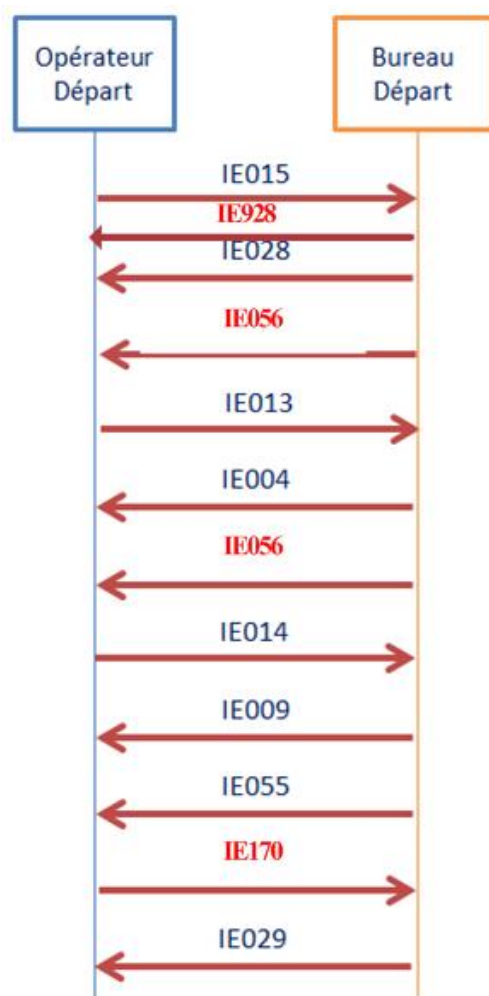 Opérateur
Départ
Bureau
Départ
IE015
IE928
IE028
IE056
IE013
IE004
IE056
IE014
IE009
IE055
IE170
IE029